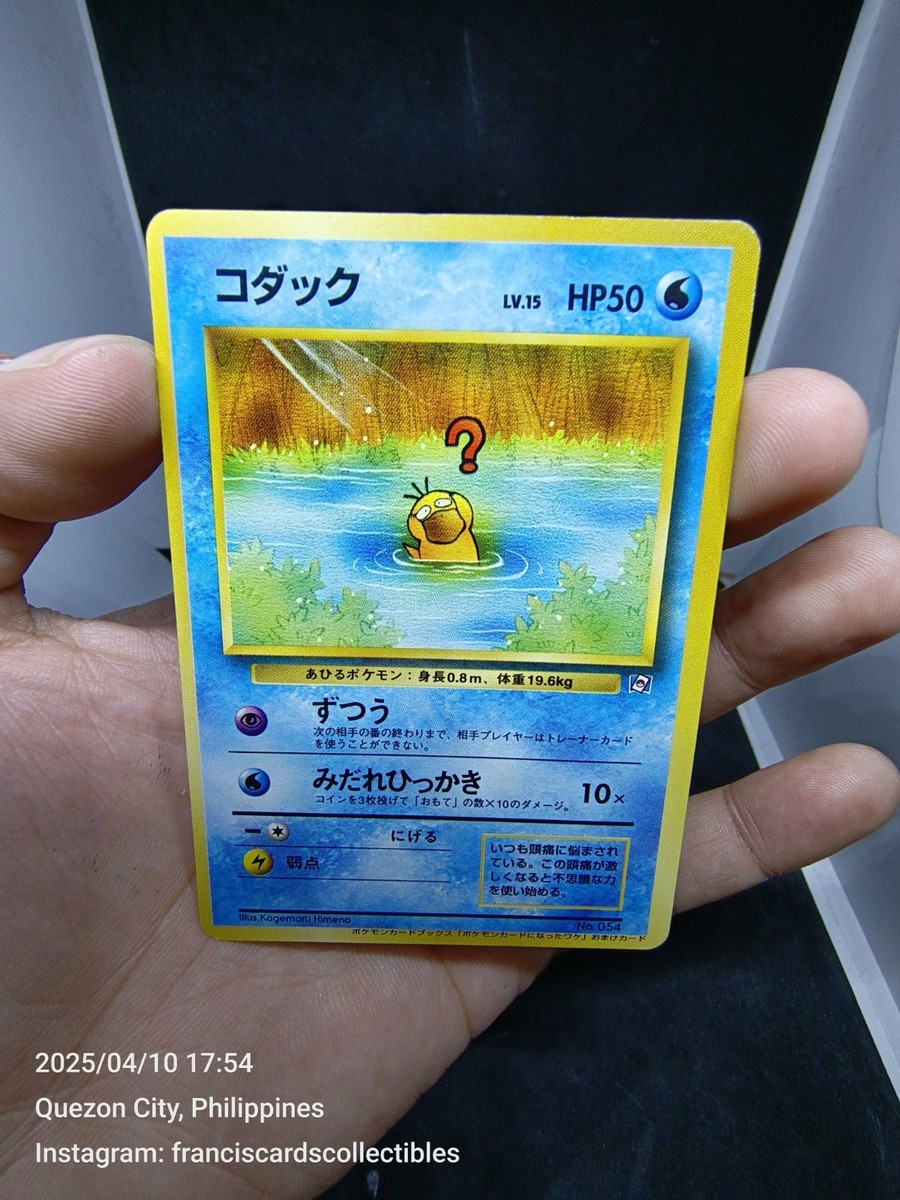 コダック LV.15 HP50
?
あひるポケモン：身長0.8m、体重19.6kg
ずつう
次の相手の番の終わりまで、相手プレイヤーはトレーナーカード
を使うことができない。
みだれひっかき 10×
コインを3枚投げて「おもて」の数×10のダメージ。
にげる
弱点
いつも頭痛に悩まされ
ている。この頭痛が激
しくなると不思議な力
を使い始める。
Illus.Kagemaru Himeno
No.054
ポケモンカードブックス「ポケモンカードになったワケ」おまけカード
2025/04/10 17:54
Quezon City, Philippines
Instagram: franciscardscollectibles